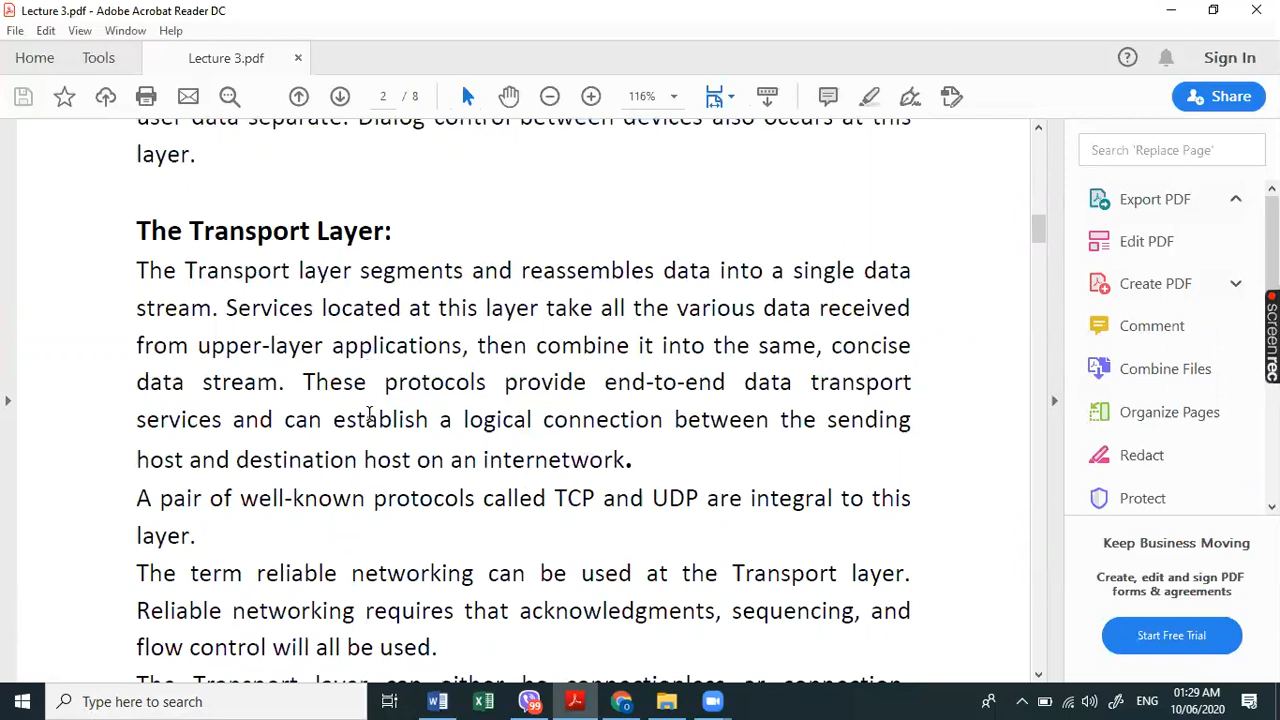 Lecture 3.pdf - Adobe Acrobat Reader DC
File Edit View Window Help
Home Tools Lecture 3.pdf × Sign In
2 / 8 116% Share
user data separate. Dialog control between devices also occurs at this
layer.
The Transport Layer:
The Transport layer segments and reassembles data into a single data
stream. Services located at this layer take all the various data received
from upper-layer applications, then combine it into the same, concise
data stream. These protocols provide end-to-end data transport
services and can establish a logical connection between the sending
host and destination host on an internetwork.
A pair of well-known protocols called TCP and UDP are integral to this
layer.
The term reliable networking can be used at the Transport layer.
Reliable networking requires that acknowledgments, sequencing, and
flow control will all be used.
The Transport layer can either be connectionless or connection-
Search 'Replace Page'
Export PDF
Edit PDF
Create PDF
Comment
Combine Files
Organize Pages
Redact
Protect
Keep Business Moving
Create, edit and sign PDF
forms & agreements
Start Free Trial
screenrec
Type here to search
99
ENG
01:29 AM
10/06/2020